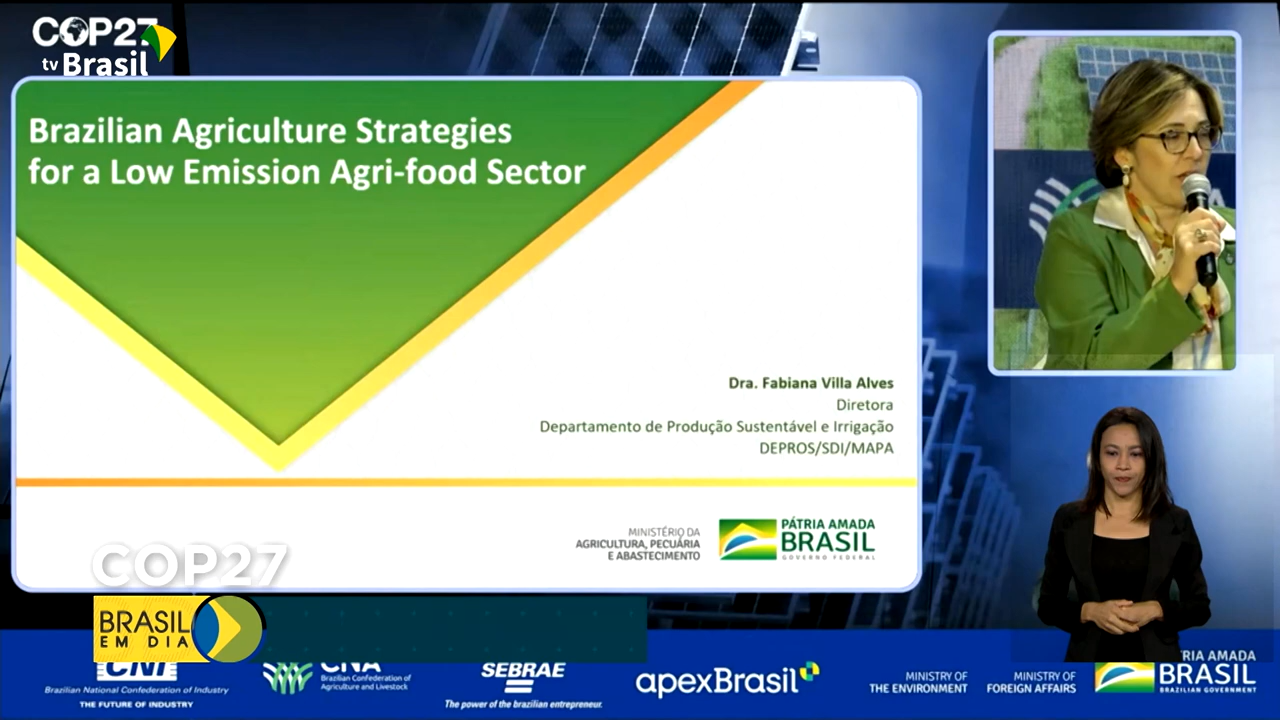 COP27
tv Brasil
Brazilian Agriculture Strategies
for a Low Emission Agri-food Sector
Dra. Fabiana Villa Alves
Diretora
Departamento de Produção Sustentável e Irrigação
DEPROS/SDI/MAPA
MINISTÉRIO DA
AGRICULTURA, PECUÁRIA
E ABASTECIMENTO
PÁTRIA AMADA
BRASIL
GOVERNO FEDERAL
COP27
BRASIL
EM DIA
CNI
Brazilian National Confederation of Industry
THE FUTURE OF INDUSTRY
CNA
Brazilian Confederation of
Agriculture and Livestock
SEBRAE
The power of the brazilian entrepreneur.
apexBrasil
MINISTRY OF
THE ENVIRONMENT
MINISTRY OF
FOREIGN AFFAIRS
TRIA AMADA
BRASIL
BRAZILIAN GOVERNMENT